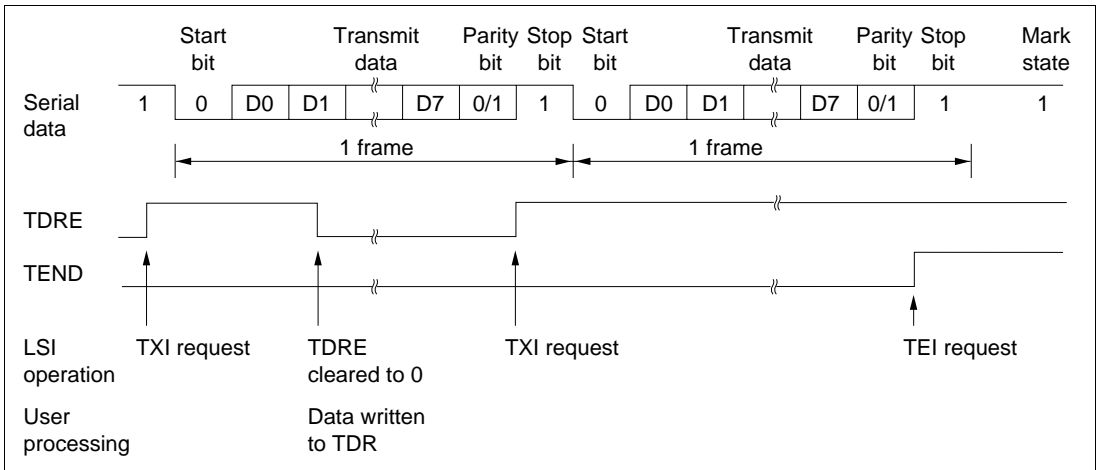 Start bit Transmit data Parity bit Stop bit Start bit Transmit data Parity bit Stop bit Mark state
Serial data 1 0 D0 D1 D7 0/1 1 0 D0 D1 D7 0/1 1 1
1 frame 1 frame
TDRE
TEND
LSI operation TXI request TDRE cleared to 0 TXI request TEI request
User processing Data written to TDR